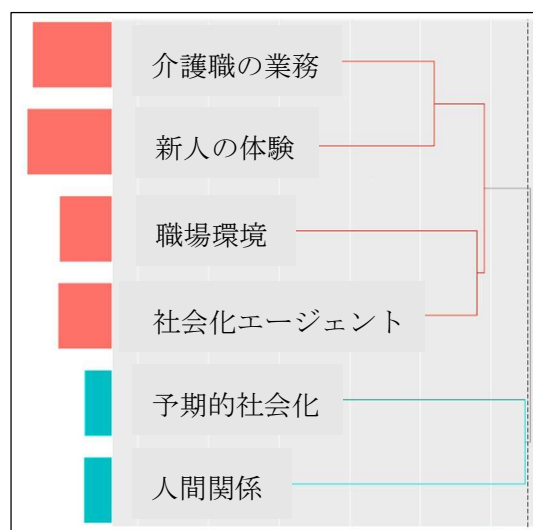 介護職の業務
新人の体験
職場環境
社会化エージェント
予期的社会化
人間関係